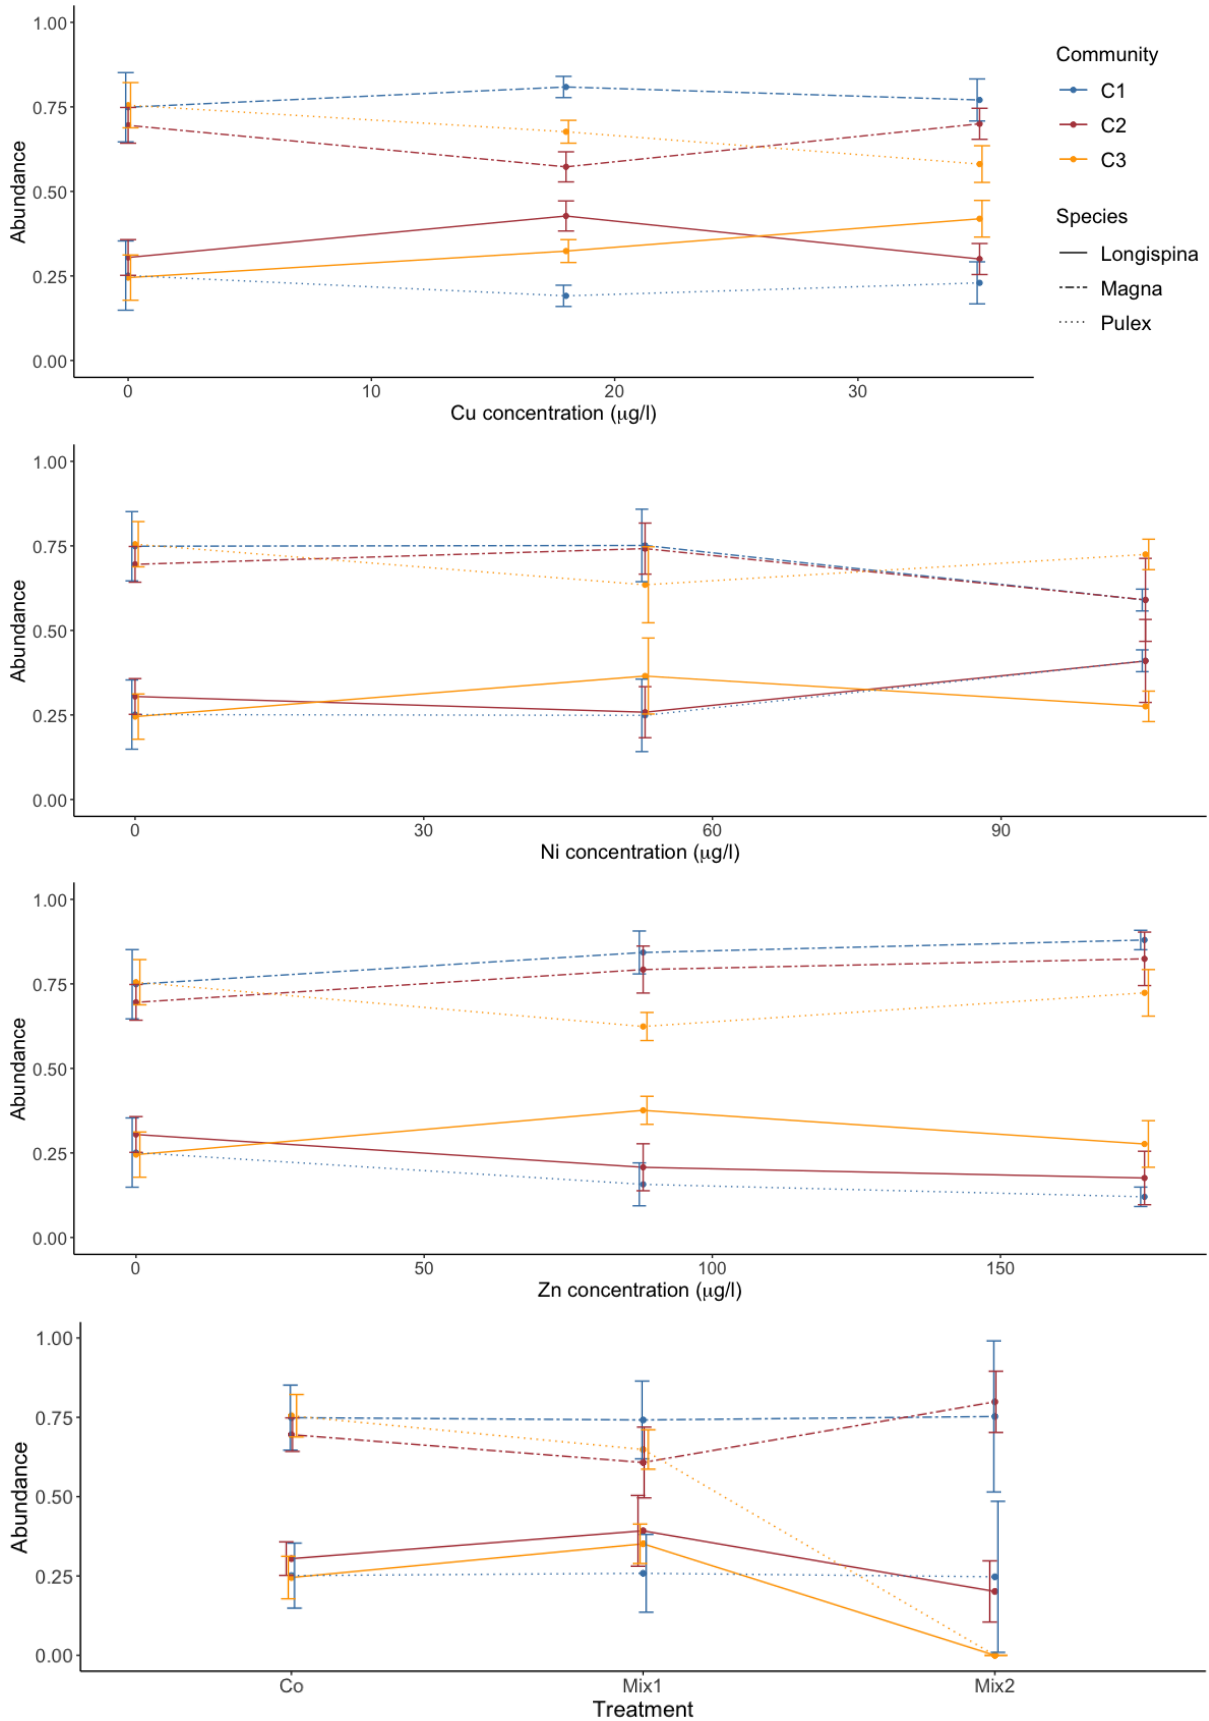 1.00
0.75
0.50
0.25
0.00
Abundance
0
10
20
30
Cu concentration (μg/l)
Community
C1
C2
C3
Species
Longispina
Magna
Pulex
1.00
0.75
0.50
0.25
0.00
Abundance
0
30
60
90
Ni concentration (μg/l)
1.00
0.75
0.50
0.25
0.00
Abundance
0
50
100
150
Zn concentration (μg/l)
1.00
0.75
0.50
0.25
0.00
Abundance
Co
Mix1
Mix2
Treatment